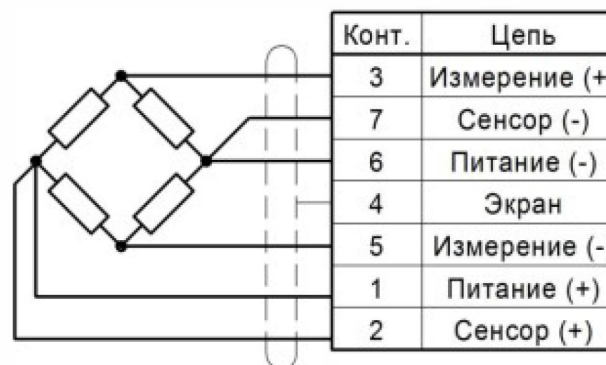 Конт. Цепь
3 Измерение (+
7 Сенсор (-)
6 Питание (-)
4 Экран
5 Измерение (-
1 Питание (+)
2 Сенсор (+)